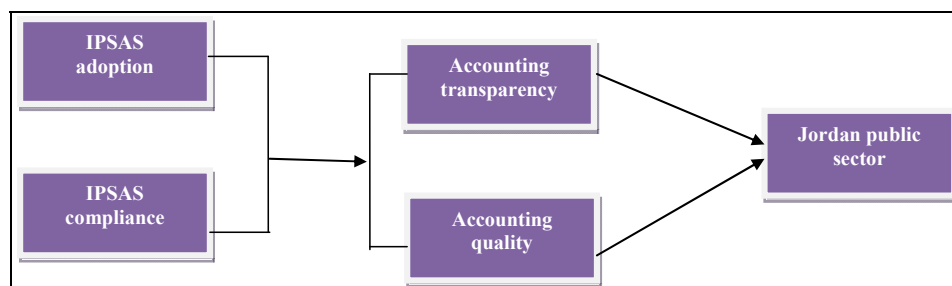 IPSAS
adoption
IPSAS
compliance
Accounting
transparency
Accounting
quality
Jordan public
sector